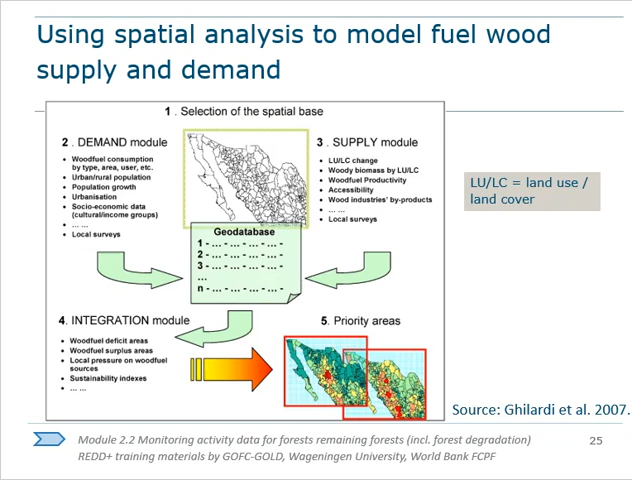 Using spatial analysis to model fuel wood
supply and demand
1 . Selection of the spatial base
2 . DEMAND module
• Woodfuel consumption
by type, area, user, etc.
• Urban/rural population
• Population growth
• Urbanisation
• Socio-economic data
(cultural/income groups)
• ... ...
• Local surveys
3 . SUPPLY module
• LU/LC change
• Woody biomass by LU/LC
• Woodfuel Productivity
• Accessibility
• Wood industries' by-products
• ... ...
• Local surveys
LU/LC = land use /
land cover
Geodatabase
1 - ... - ... - ... - ... -
2 - ... - ... - ... - ... -
3 - ... - ... - ... - ... -
...
n - ... - ... - ... - ... -
4. INTEGRATION module
• Woodfuel deficit areas
• Woodfuel surplus areas
• Local pressure on woodfuel
sources
• Sustainability indexes
• ... ...
5. Priority areas
Source: Ghilardi et al. 2007.
Module 2.2 Monitoring activity data for forests remaining forests (incl. forest degradation)
REDD+ training materials by GOFC-GOLD, Wageningen University, World Bank FCPF
25